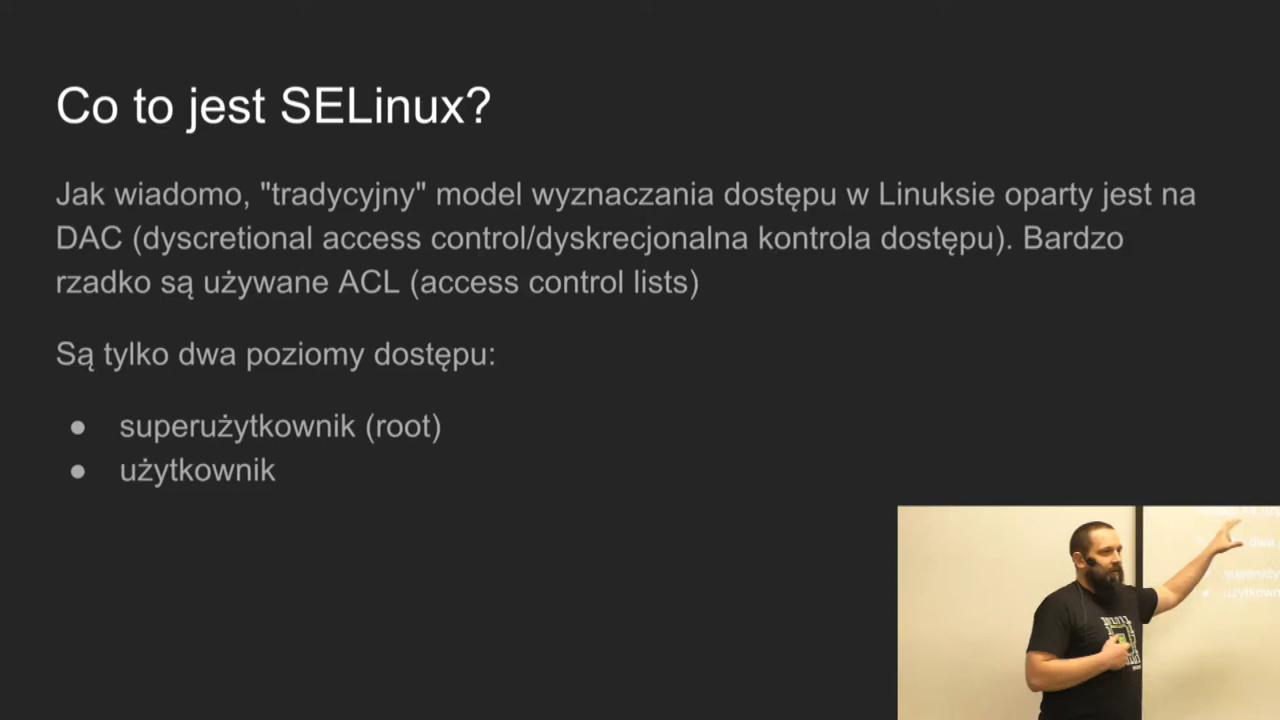 Co to jest SELinux?
Jak wiadomo, "tradycyjny" model wyznaczania dostępu w Linuksie oparty jest na
DAC (dyscretional access control/dyskrecjonalna kontrola dostępu). Bardzo
rzadko są używane ACL (access control lists)
Są tylko dwa poziomy dostępu:
● superużytkownik (root)
● użytkownik